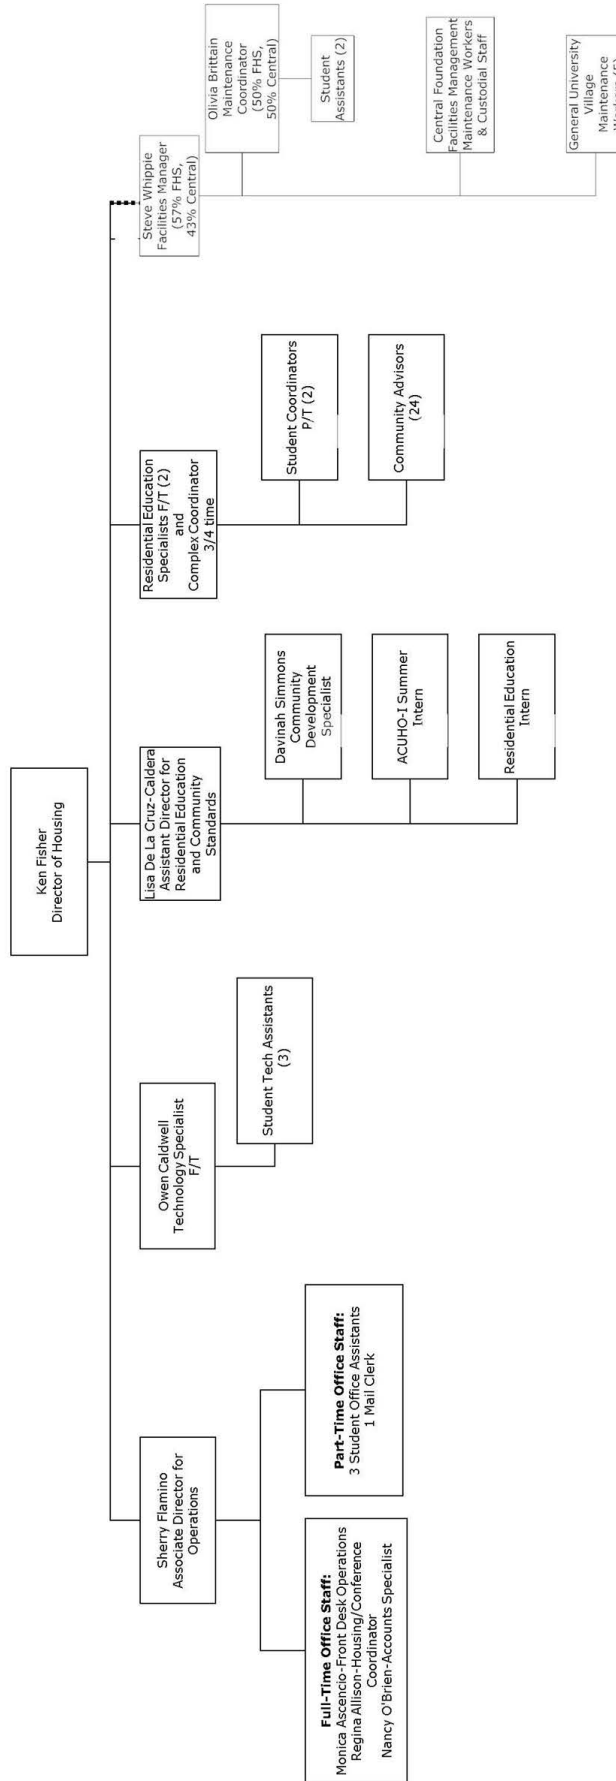 Ken Fisher
Director of Housing
Sherry Flamino
Associate Director for
Operations
Full-Time Office Staff:
Monica Ascencio-Front Desk Operations
Regina Allison-Housing/Conference
Coordinator
Nancy O'Brien-Accounts Specialist
Part-Time Office Staff:
3 Student Office Assistants
1 Mail Clerk
Owen Caldwell
Technology Specialist
F/T
Student Tech Assistants
(3)
Lisa De La Cruz-Caldera
Assistant Director for
Residential Education
and Community
Standards
Davinah Simmons
Community
Development
Specialist
ACUHO-I Summer
Intern
Residential Education
Intern
Residential Education
Specialists F/T (2)
and
Complex Coordinator
3/4 time
Student Coordinators
P/T (2)
Community Advisors
(24)
Steve Whippie
Facilities Manager
(57% FHS,
43% Central)
Olivia Brittain
Maintenance
Coordinator
(50% FHS,
50% Central)
Student
Assistants (2)
Central Foundation
Facilities Management
Maintenance Workers
& Custodial Staff
General University
Village
Maintenance